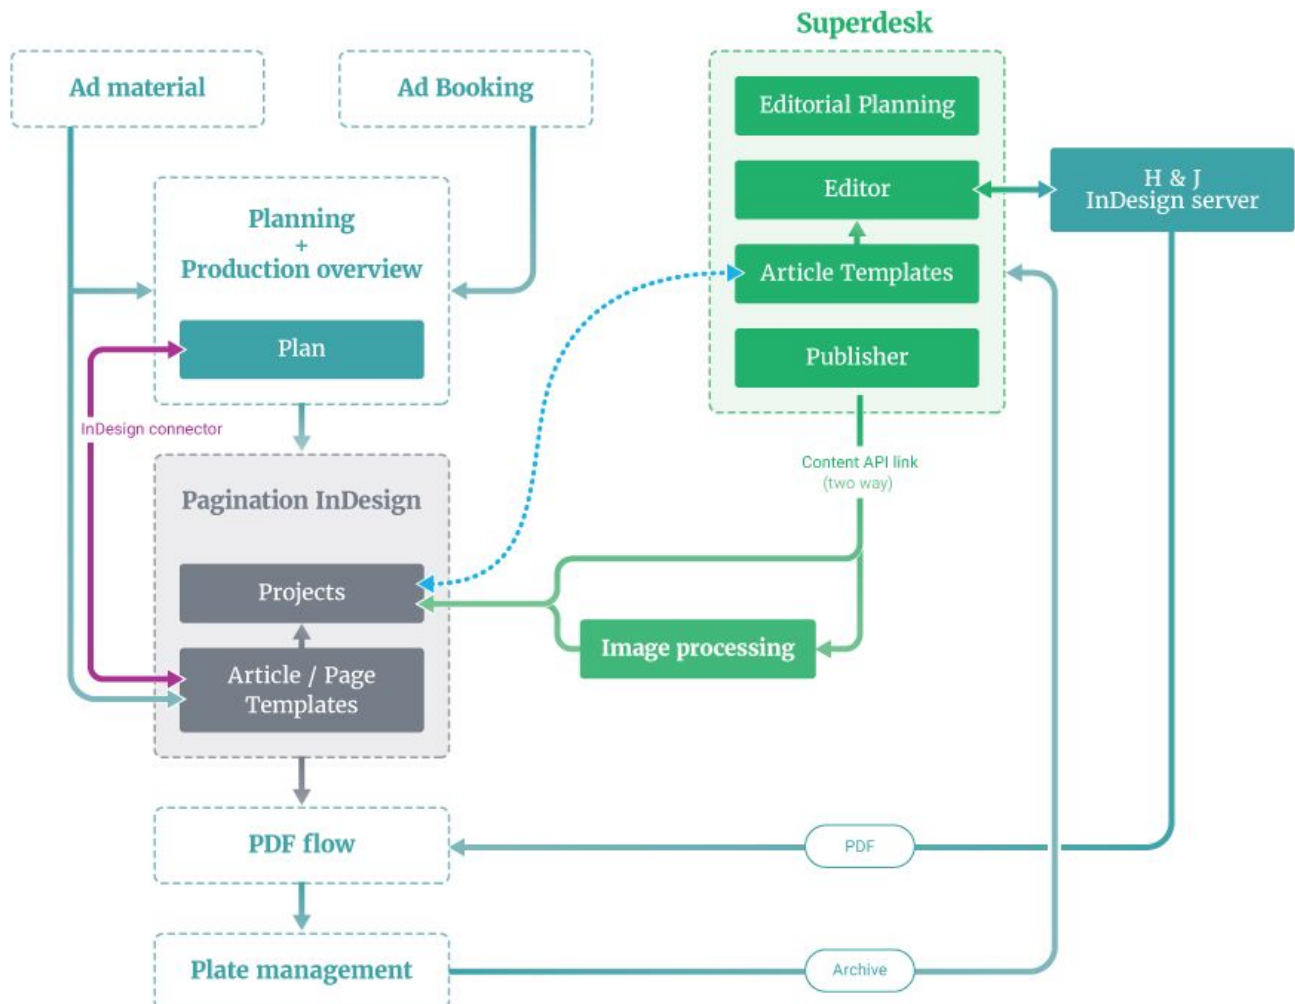 Superdesk
Ad material
Ad Booking
Editorial Planning
Editor
H & J
InDesign server
Planning
+
Production overview
Article Templates
Plan
Publisher
InDesign connector
Content API link
(two way)
Pagination InDesign
Projects
Image processing
Article / Page
Templates
PDF flow
PDF
Plate management
Archive